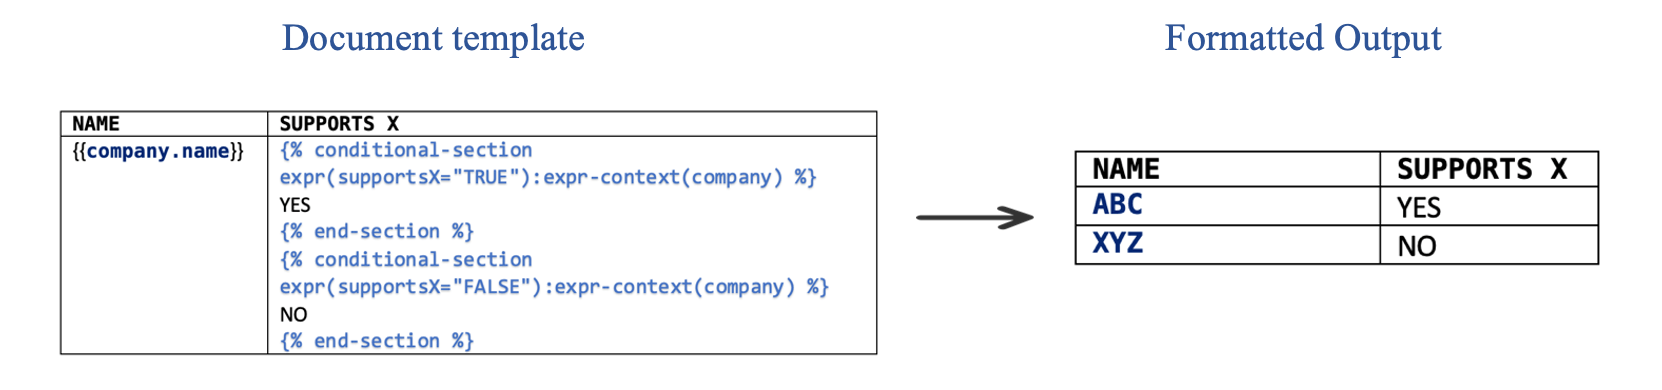 Document template
Formatted Output
NAME
SUPPORTS X
{{company.name}}
{% conditional-section
expr(supportsX="TRUE"):expr-context(company) %}
YES
{% end-section %}
{% conditional-section
expr(supportsX="FALSE"):expr-context(company) %}
NO
{% end-section %}
NAME
SUPPORTS X
ABC
YES
XYZ
NO